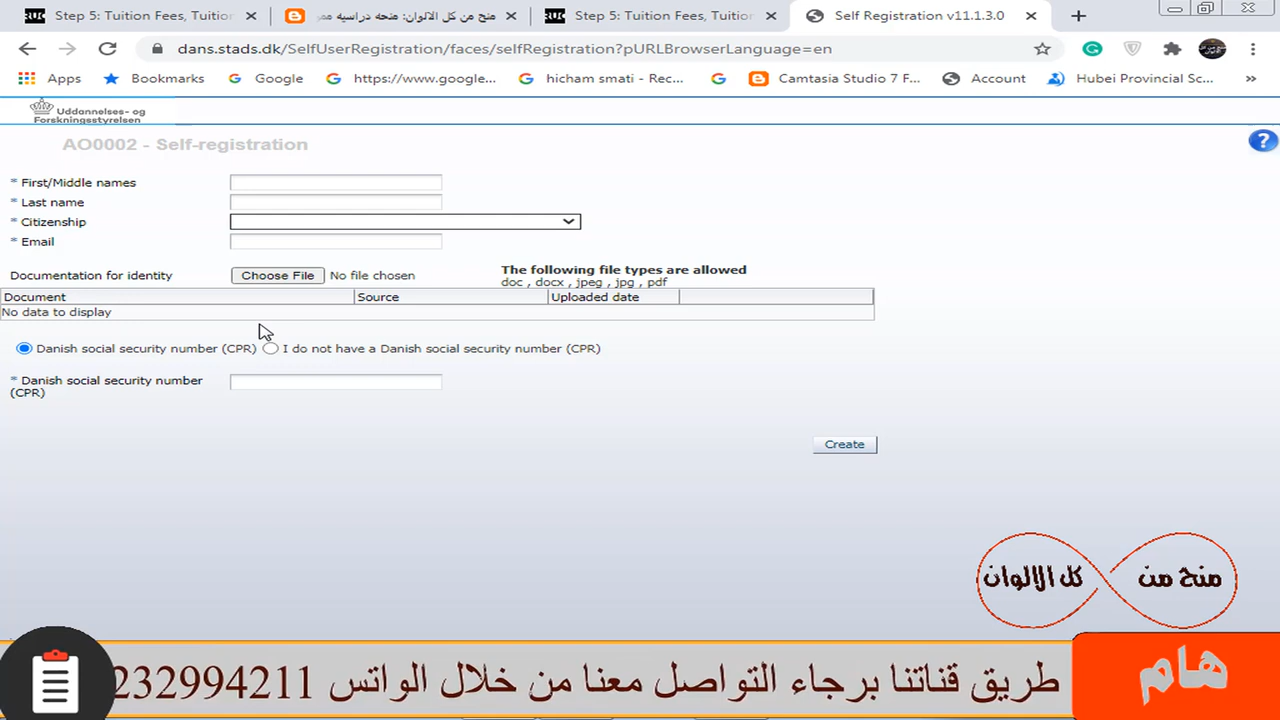 Step 5: Tuition Fees, Tuition
منح من كل الالوان: منحه دراسيه ممو
Step 5: Tuition Fees, Tuition
Self Registration v11.1.3.0
dans.stads.dk/SelfUserRegistration/faces/selfRegistration?pURLBrowserLanguage=en
Apps
Bookmarks
Google
https://www.google...
hicham smati - Rec...
Camtasia Studio 7 F...
Account
Hubei Provincial Sc...
»
Uddannelses- og
Forskningsstyrelsen
AO0002 - Self-registration
* First/Middle names
* Last name
* Citizenship
* Email
Documentation for identity
Choose File No file chosen
The following file types are allowed
doc , docx , jpeg , jpg , pdf
Document Source Uploaded date
No data to display
Danish social security number (CPR) I do not have a Danish social security number (CPR)
* Danish social security number
(CPR)
Create
منح من كل الالوان
هام
طريق قناتنا برجاء التواصل معنا من خلال الواتس 232994211